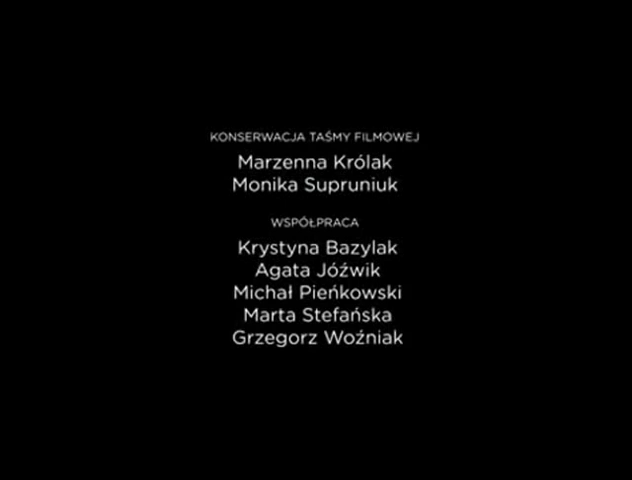 KONSERWACJA TAŚMY FILMOWEJ
Marzenna Królak
Monika Supruniuk
WSPÓŁPRACA
Krystyna Bazylak
Agata Jóźwik
Michał Pieńkowski
Marta Stefańska
Grzegorz Woźniak